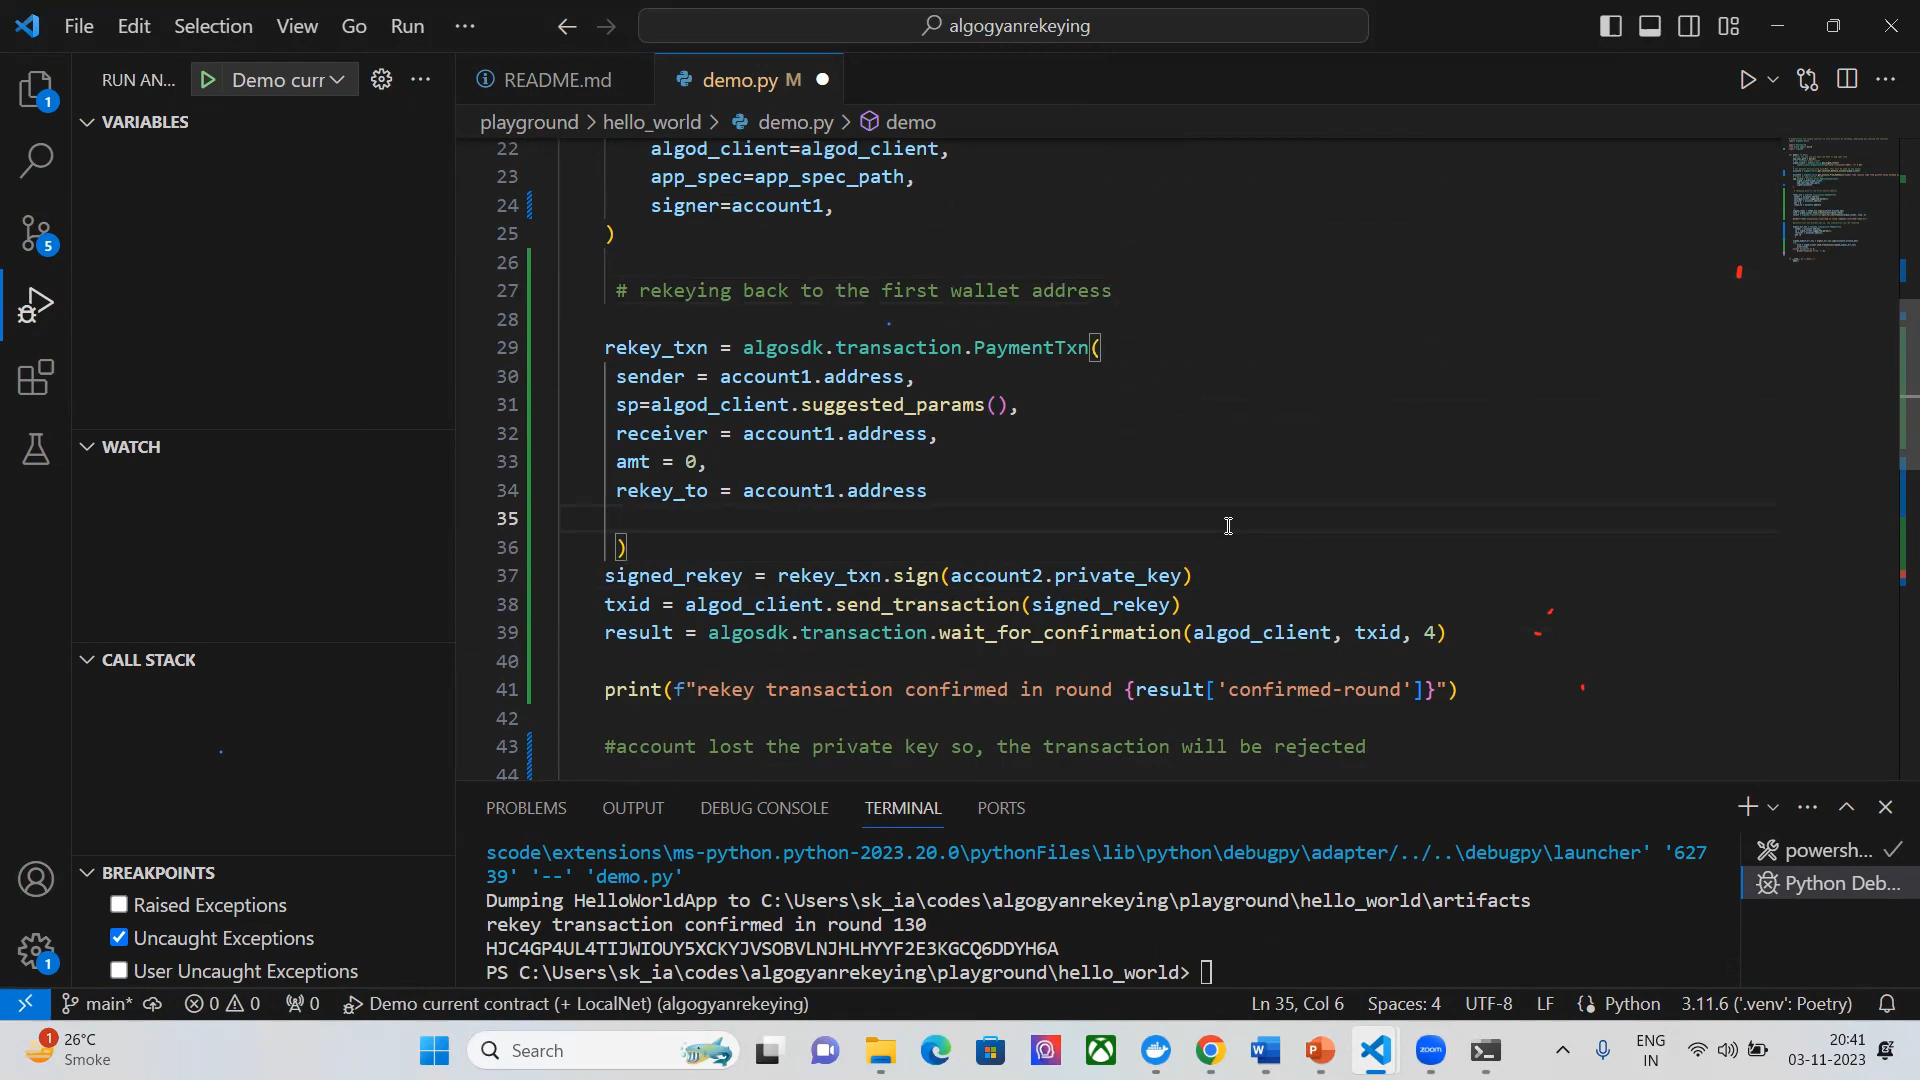 File Edit Selection View Go Run ··· algogyanrekeying
RUN AN... Demo curr ···
README.md demo.py M
playground > hello_world > demo.py > demo
VARIABLES
WATCH
CALL STACK
BREAKPOINTS
Raised Exceptions
Uncaught Exceptions
User Uncaught Exceptions
1
5
1
22 algod_client=algod_client,
23 app_spec=app_spec_path,
24 signer=account1,
25 )
26
27 # rekeying back to the first wallet address
28
29 rekey_txn = algosdk.transaction.PaymentTxn(
30 sender = account1.address,
31 sp=algod_client.suggested_params(),
32 receiver = account1.address,
33 amt = 0,
34 rekey_to = account1.address
35
36 )
37 signed_rekey = rekey_txn.sign(account2.private_key)
38 txid = algod_client.send_transaction(signed_rekey)
39 result = algosdk.transaction.wait_for_confirmation(algod_client, txid, 4)
40
41 print(f"rekey transaction confirmed in round {result['confirmed-round']}")
42
43 #account lost the private key so, the transaction will be rejected
44
PROBLEMS OUTPUT DEBUG CONSOLE TERMINAL PORTS
scode\extensions\ms-python.python-2023.20.0\pythonFiles\lib\python\debugpy\adapter/../..\debugpy\launcher' '627
39' '--' 'demo.py'
Dumping HelloWorldApp to C:\Users\sk_ia\codes\algogyanrekeying\playground\hello_world\artifacts
rekey transaction confirmed in round 130
HJC4GP4UL4TIJWIOUY5XCKYJVSOBVLNJHLHYYF2E3KGCQ6DDYH6A
PS C:\Users\sk_ia\codes\algogyanrekeying\playground\hello_world>
powersh...
Python Deb...
main* 0 0 0 Demo current contract (+ LocalNet) (algogyanrekeying) Ln 35, Col 6 Spaces: 4 UTF-8 LF Python 3.11.6 ('.venv': Poetry)
1
26°C
Smoke
Search
zoom
ENG
IN
20:41
03-11-2023